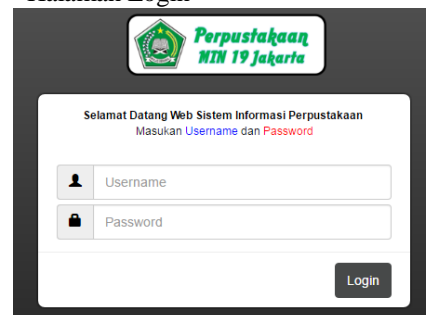 Halaman Login
Perpustakaan
MIN 19 Jakarta
Selamat Datang Web Sistem Informasi Perpustakaan
Masukan Username dan Password
Username
Password
Login